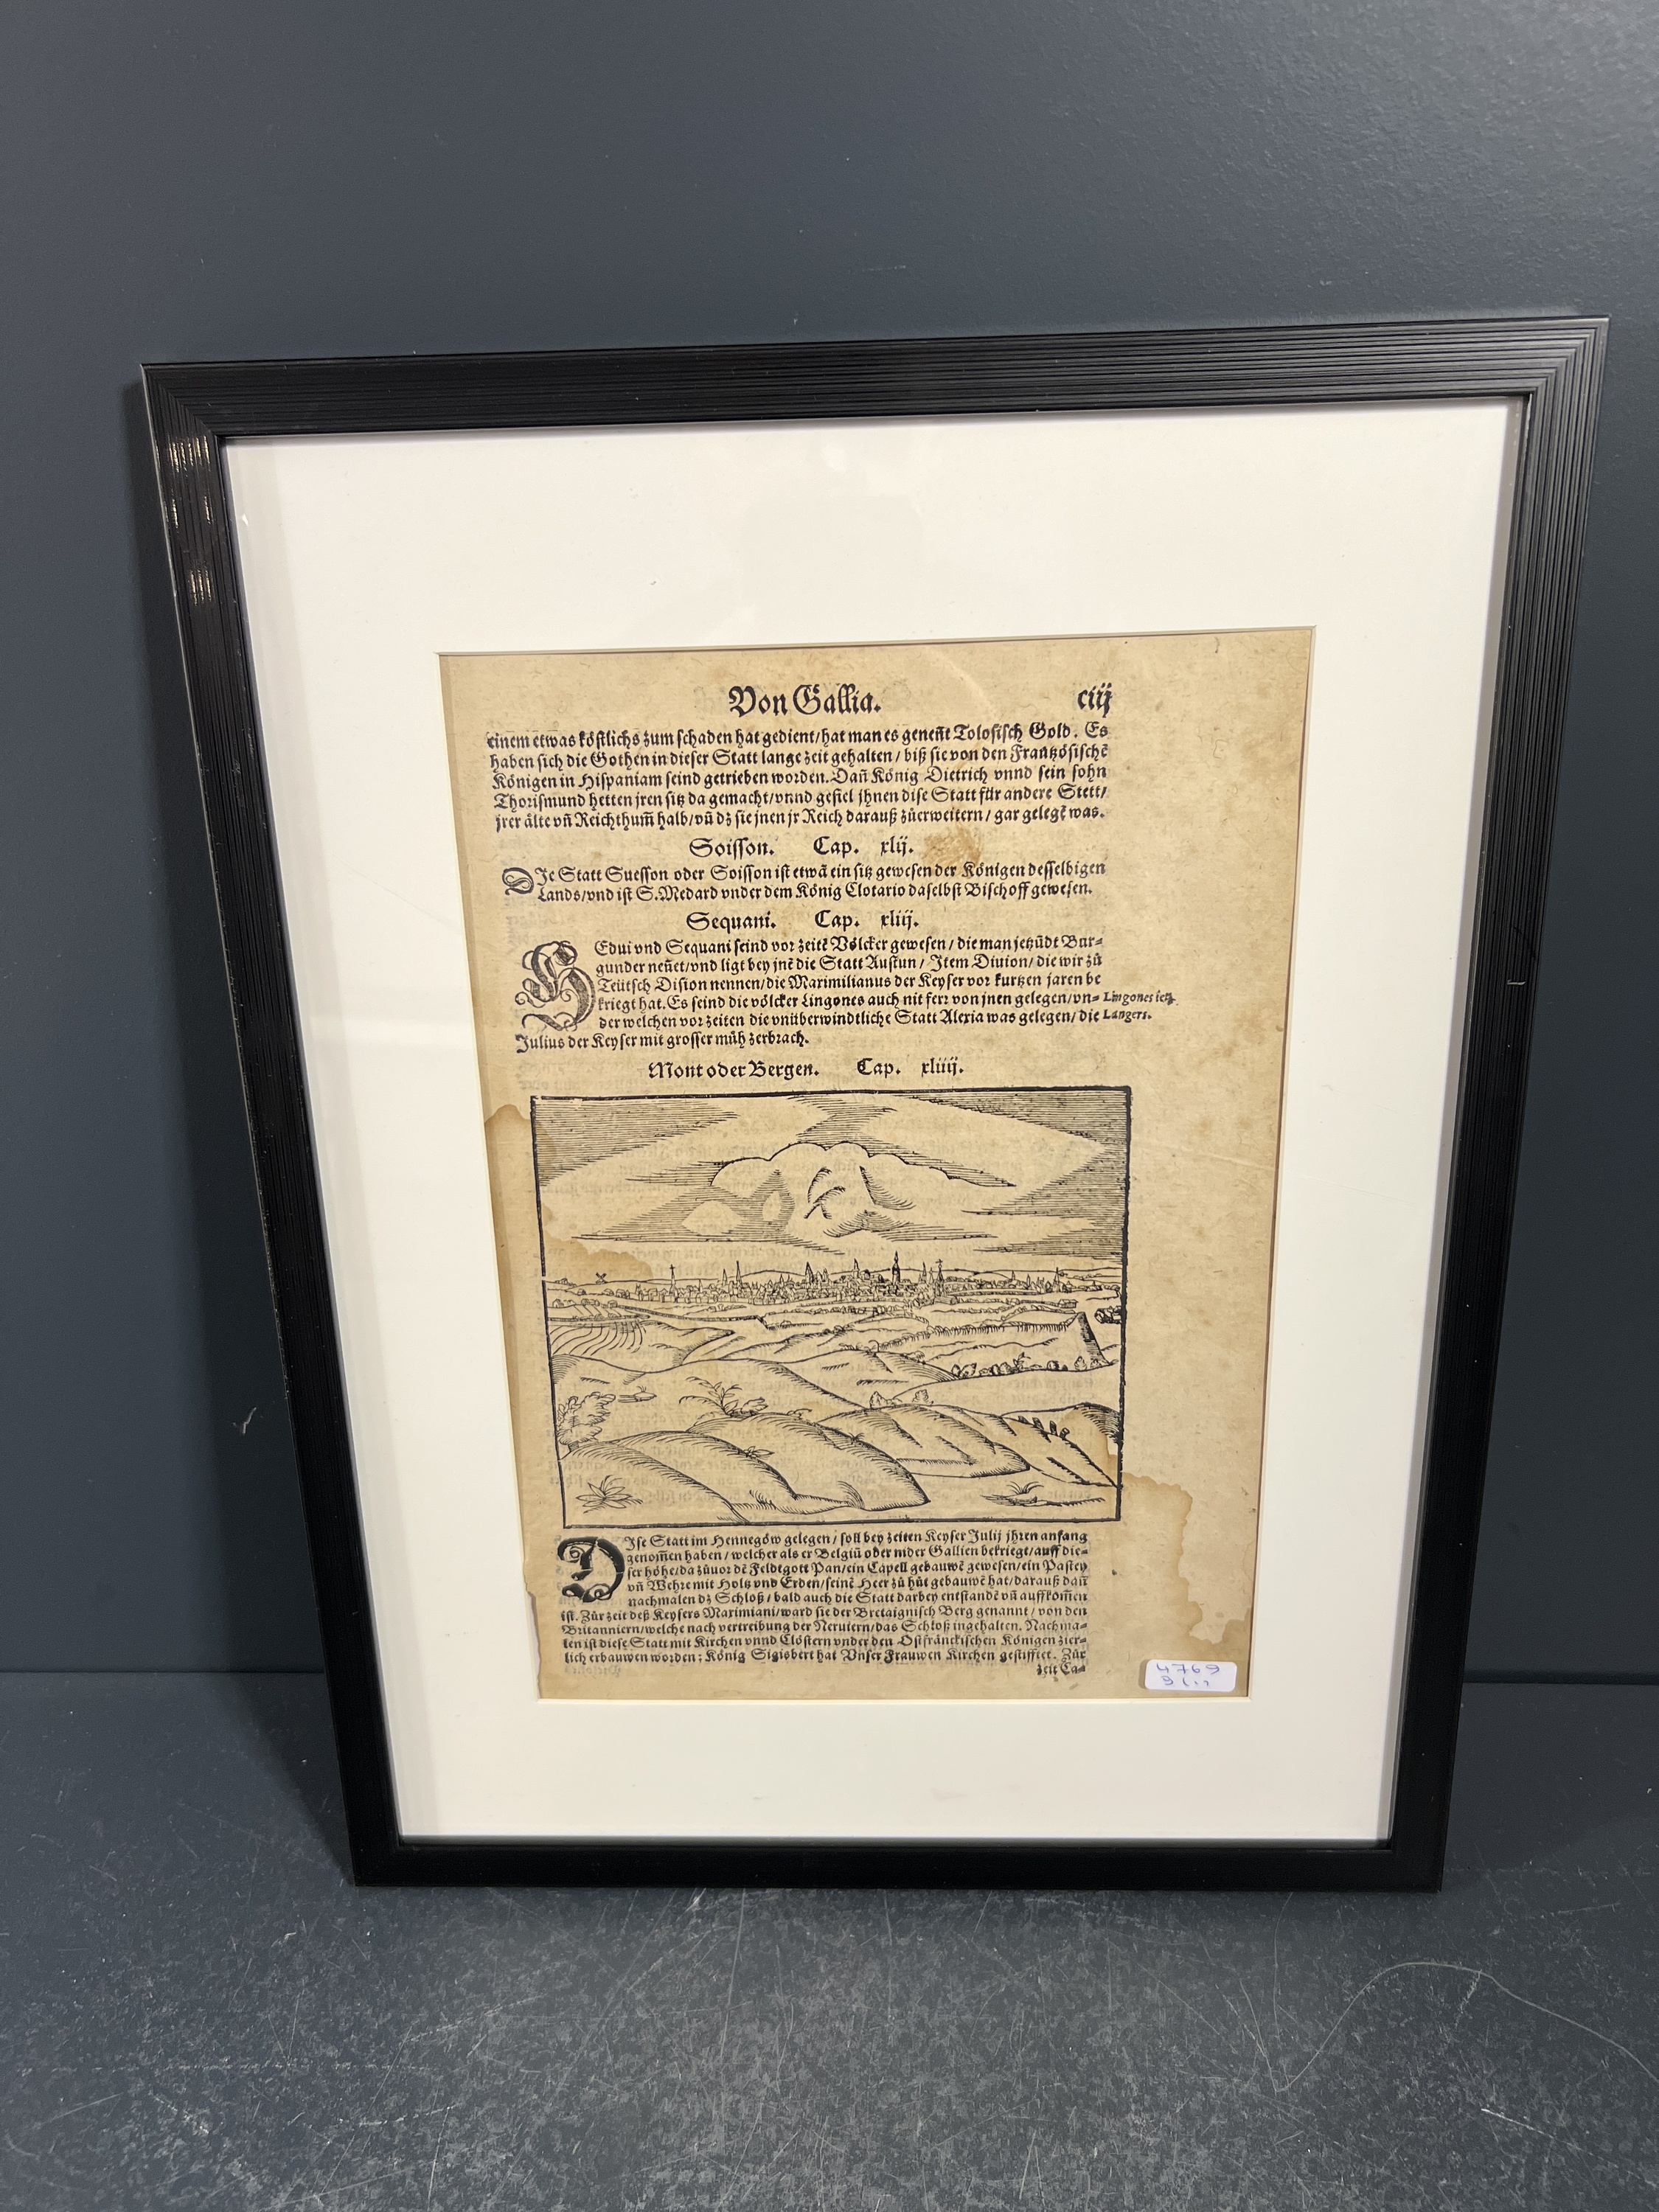 Von Gallia. ciij
einem etwas köstlichs zum schaden hat gedient/hat man es geneñt Tolosisch Gold. Es
haben sich die Gothen in dieser Statt lange zeit gehalten / biß sie von den Frantzösischē
Königen in Hispaniam seind getrieben worden. Dañ König Dietrich vnnd sein sohn
Thorismund hetten jren sitz da gemacht/vnnd gefiel jhnen dise Statt für andere Stett/
jrer älte vñ Reichthum̃ halb/vñ dz sie jnen jr Reich darauß züerweitern / gar gelegē was.
Soisson. Cap. xlij.
DIe Statt Suesson oder Soisson ist etwā ein sitz gewesen der Königen desselbigen
Lands/vnd ist S. Medard vnder dem König Clotario daselbst Bischoff gewesen.
Sequani. Cap. xliij.
HEdui vnd Sequani seind vor zeitē Völcker gewesen / die man jetzūdt Bur-
gunder neñet/vnd ligt bey jnē die Statt Austun / Item Diuion / die wir zů
Teütsch Dision nennen/die Maximilianus der Keyser vor kurtzen jaren be
kriegt hat. Es seind die völcker Lingones auch nit ferr von jnen gelegen/vn- Lingones ietz
der welchen vor zeiten die vnüberwindtliche Statt Alexia was gelegen/ die Langers.
Julius der Keyser mit grosser müh zerbrach.
Mont oder Bergen. Cap. xliiij.
DIse Statt im Hennegöw gelegen / soll bey zeiten Keyser Julij jhren anfang
genom̃en haben / welcher als er Belgiū oder nider Gallien bekriegt/auff die-
ser höhe/da züuor dē Feldtgott Pan/ein Capell gebauwē gewesen/ein Pastey
vñ Wehre mit Holtz vnd Erden/seinē Heer zů hůt gebauwē hat/darauß dañ
nachmalen dz Schloß / bald auch die Statt darbey entstandē vñ auffkom̃en
ist. Zůr zeit deß Keysers Maximiani/ward sie der Bretaignisch Berg genannt / von den
Britanniern/welche nach vertreibung der Neruiern/das Schloß ingehalten. Nachma-
len ist diese Statt mit Kirchen vnnd Clöstern vnder den Ostfränckischen Königen zier-
lich erbauwen worden: König Sigisbert hat Vnser Frauwen Kirchen gestifftet. Zůr
zeit Ca-
4769